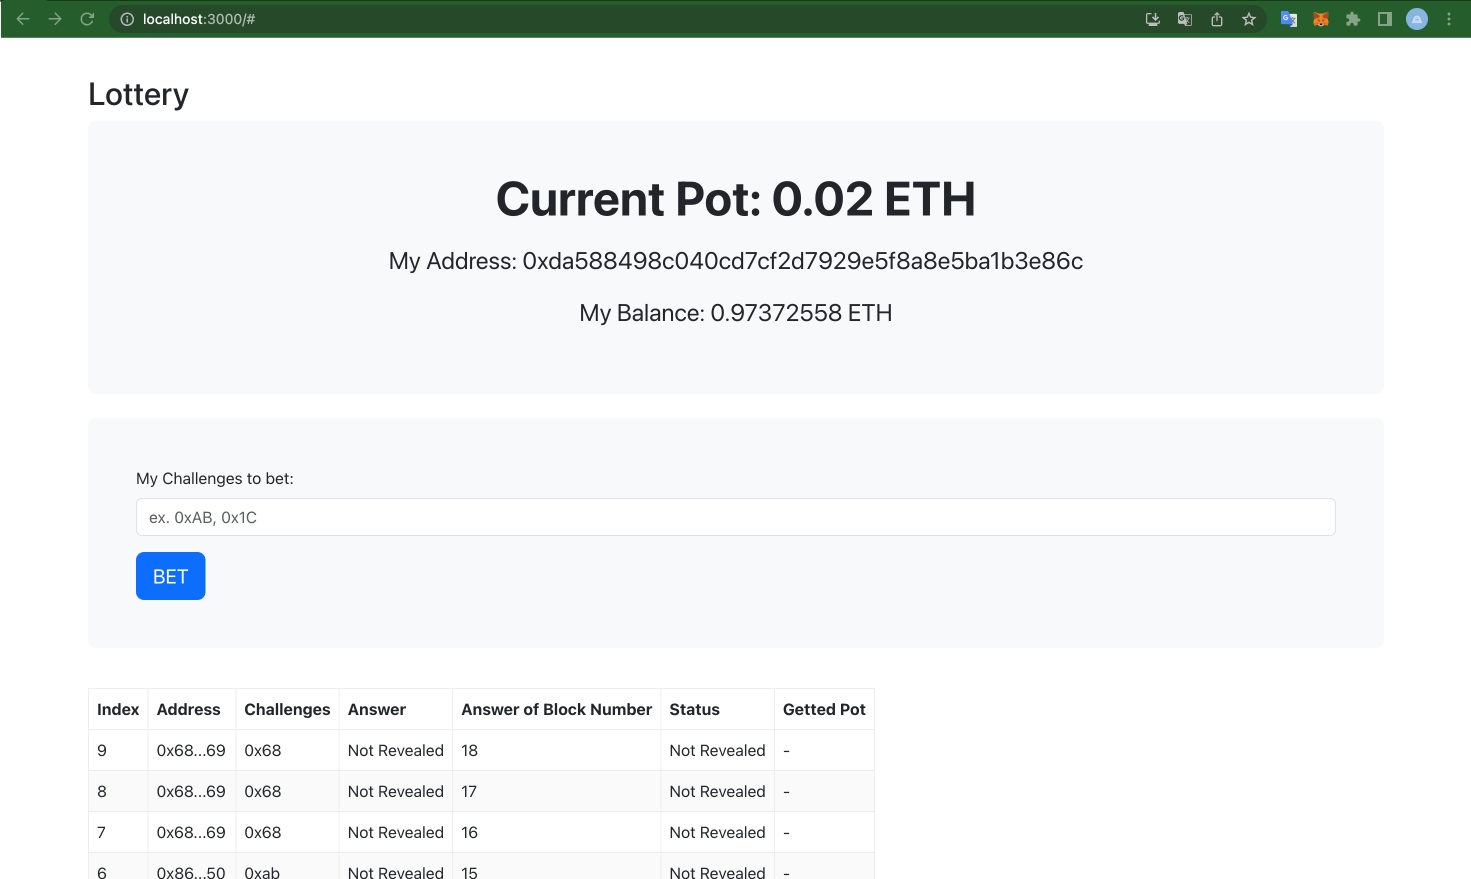 localhost:3000/#
Lottery
Current Pot: 0.02 ETH
My Address: 0xda588498c040cd7cf2d7929e5f8a8e5ba1b3e86c
My Balance: 0.97372558 ETH
My Challenges to bet:
ex. 0xAB, 0x1C
BET
Index Address Challenges Answer Answer of Block Number Status Getted Pot
9 0x68...69 0x68 Not Revealed 18 Not Revealed -
8 0x68...69 0x68 Not Revealed 17 Not Revealed -
7 0x68...69 0x68 Not Revealed 16 Not Revealed -
6 0x86...50 0xab Not Revealed 15 Not Revealed -